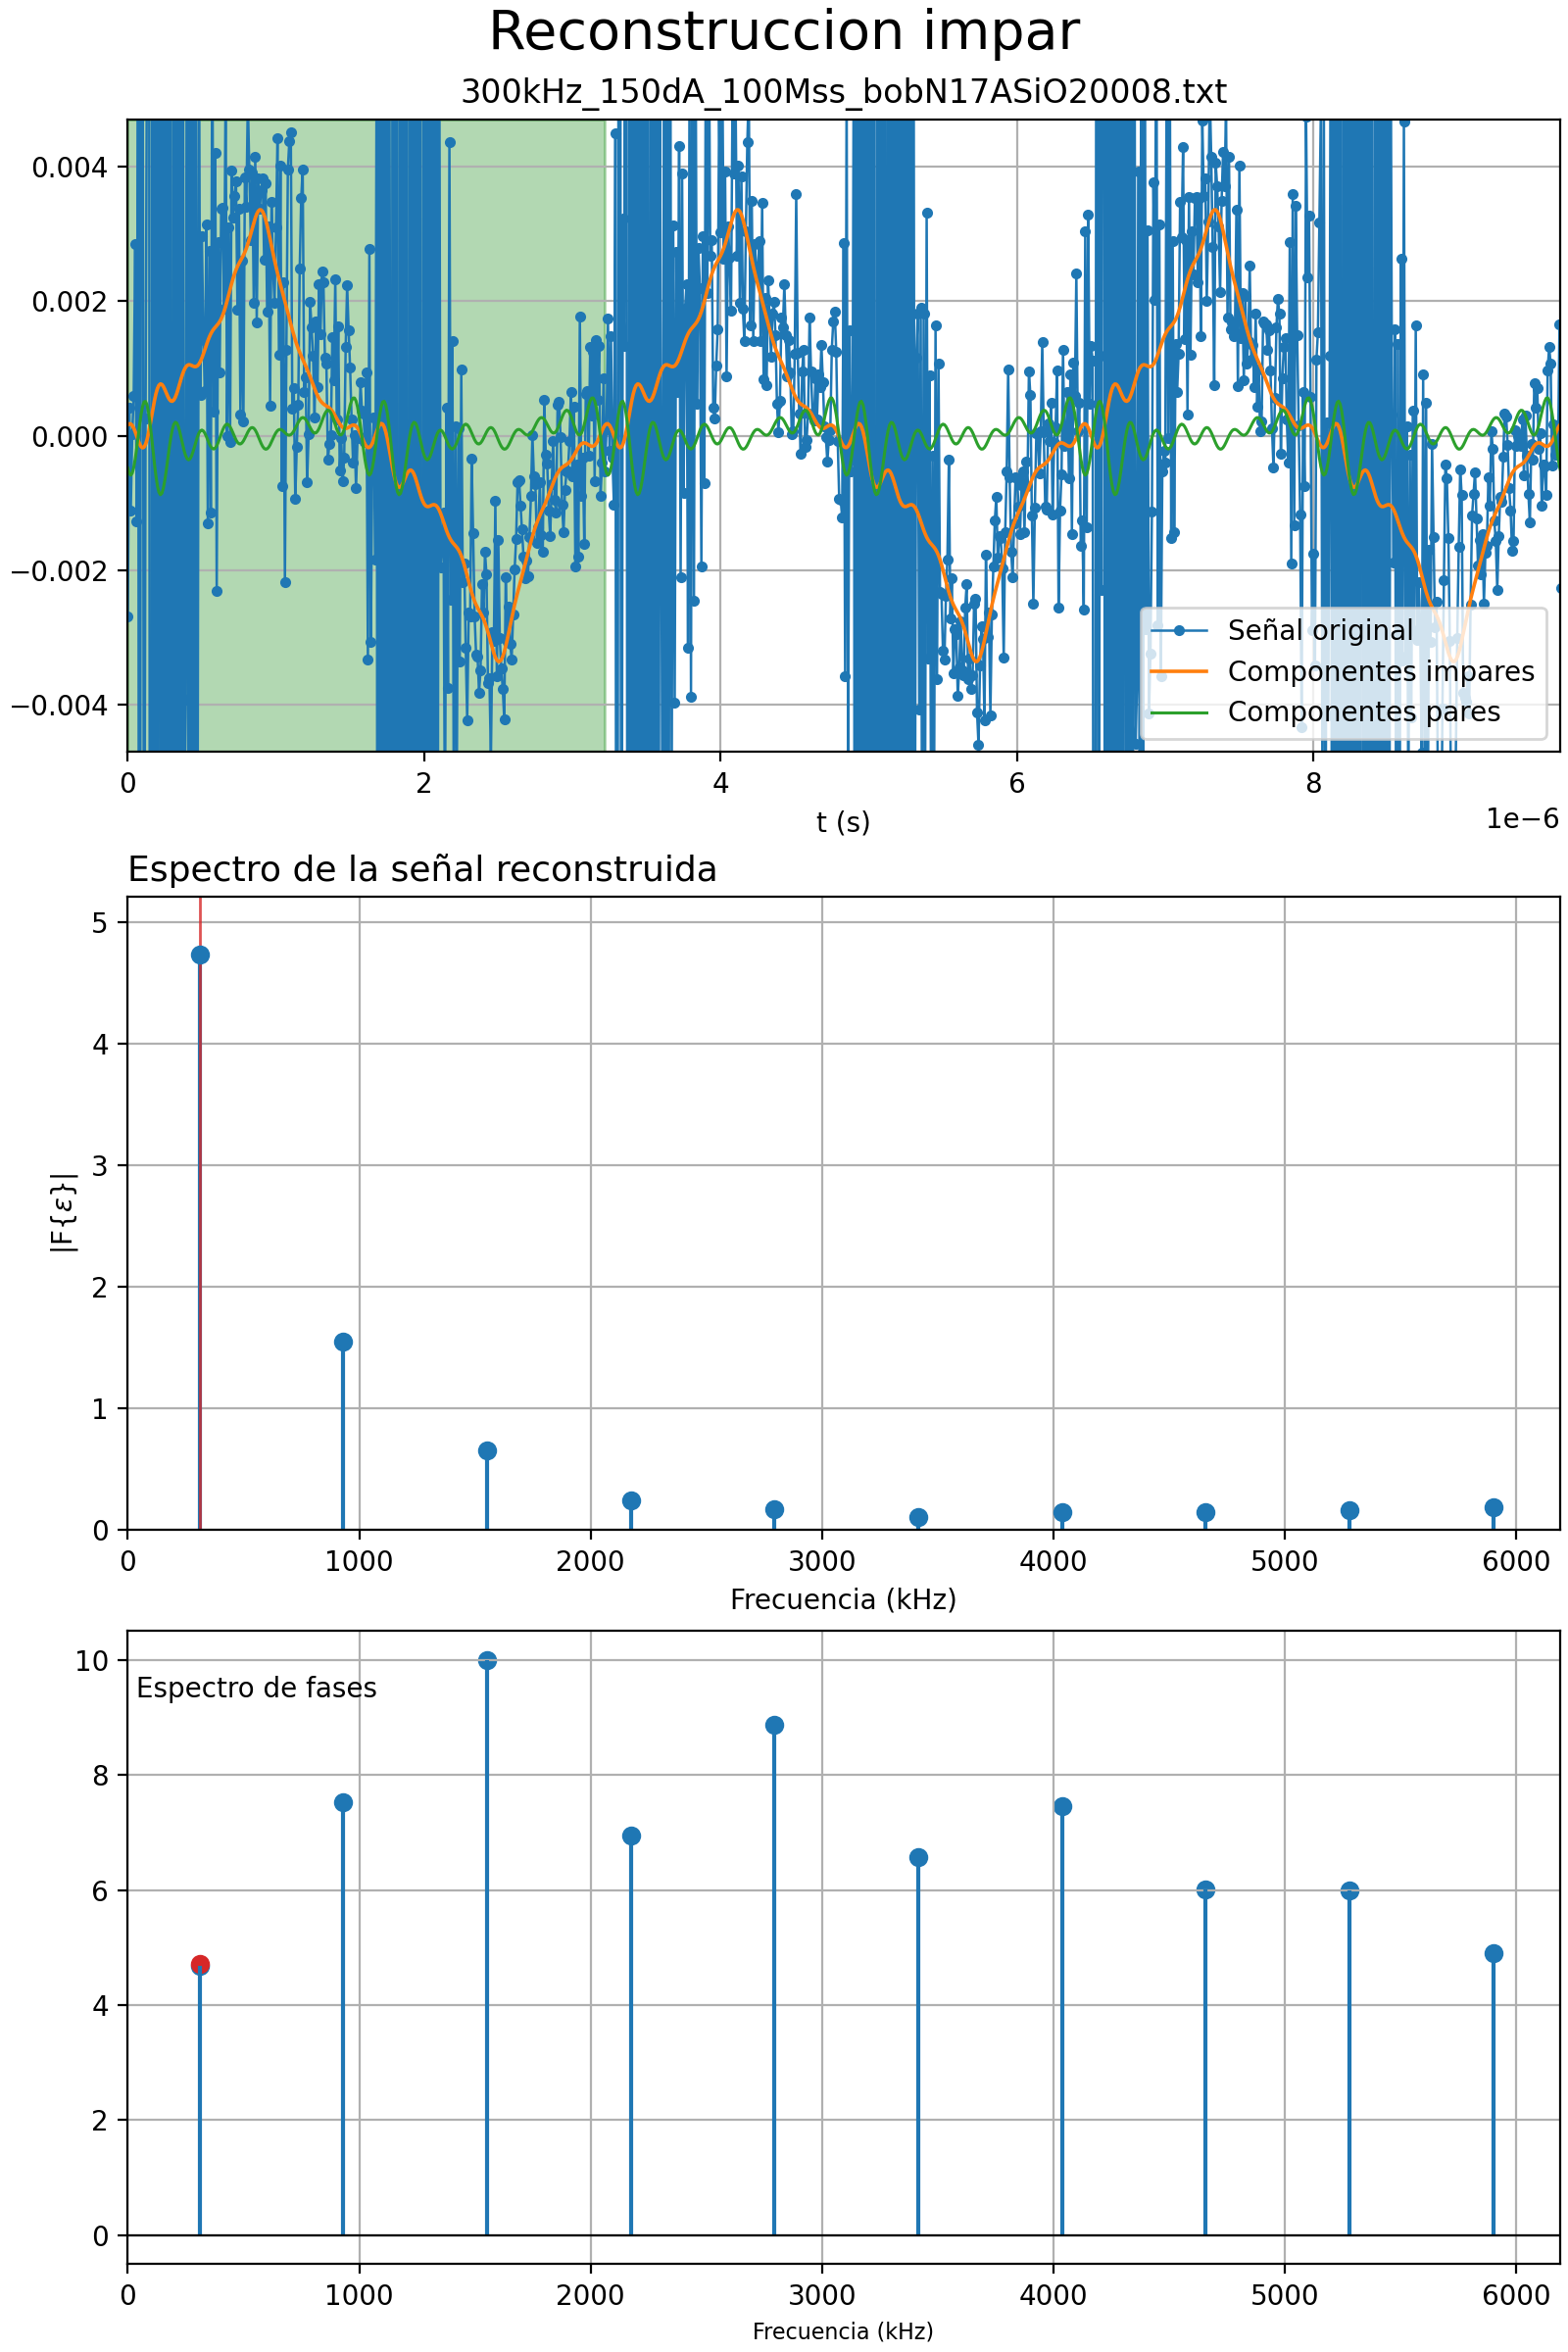 Reconstruccion impar
300kHz_150dA_100Mss_bobN17ASiO20008.txt
0.004
0.002
0.000
−0.002
−0.004
Señal original
Componentes impares
Componentes pares
0 2 4 6 8
1e−6
t (s)
Espectro de la señal reconstruida
5
4
3
2
1
0
|F{ε}|
0 1000 2000 3000 4000 5000 6000
Frecuencia (kHz)
10
Espectro de fases
8
6
4
2
0
0 1000 2000 3000 4000 5000 6000
Frecuencia (kHz)